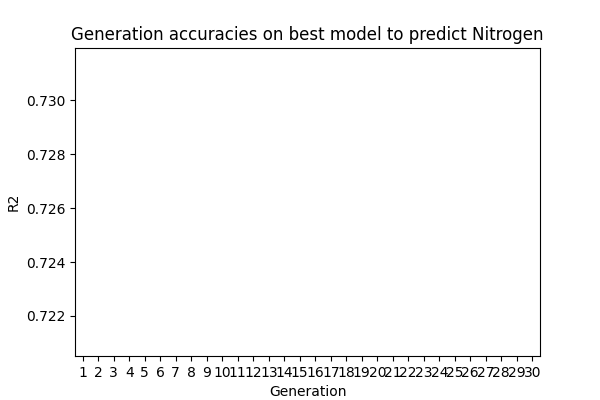 Generation accuracies on best model to predict Nitrogen
0.730
0.728
0.726
R2
0.724
0.722
1 2 3 4 5 6 7 8 9 10 11 12 13 14 15 16 17 18 19 20 21 22 23 24 25 26 27 28 29 30
Generation